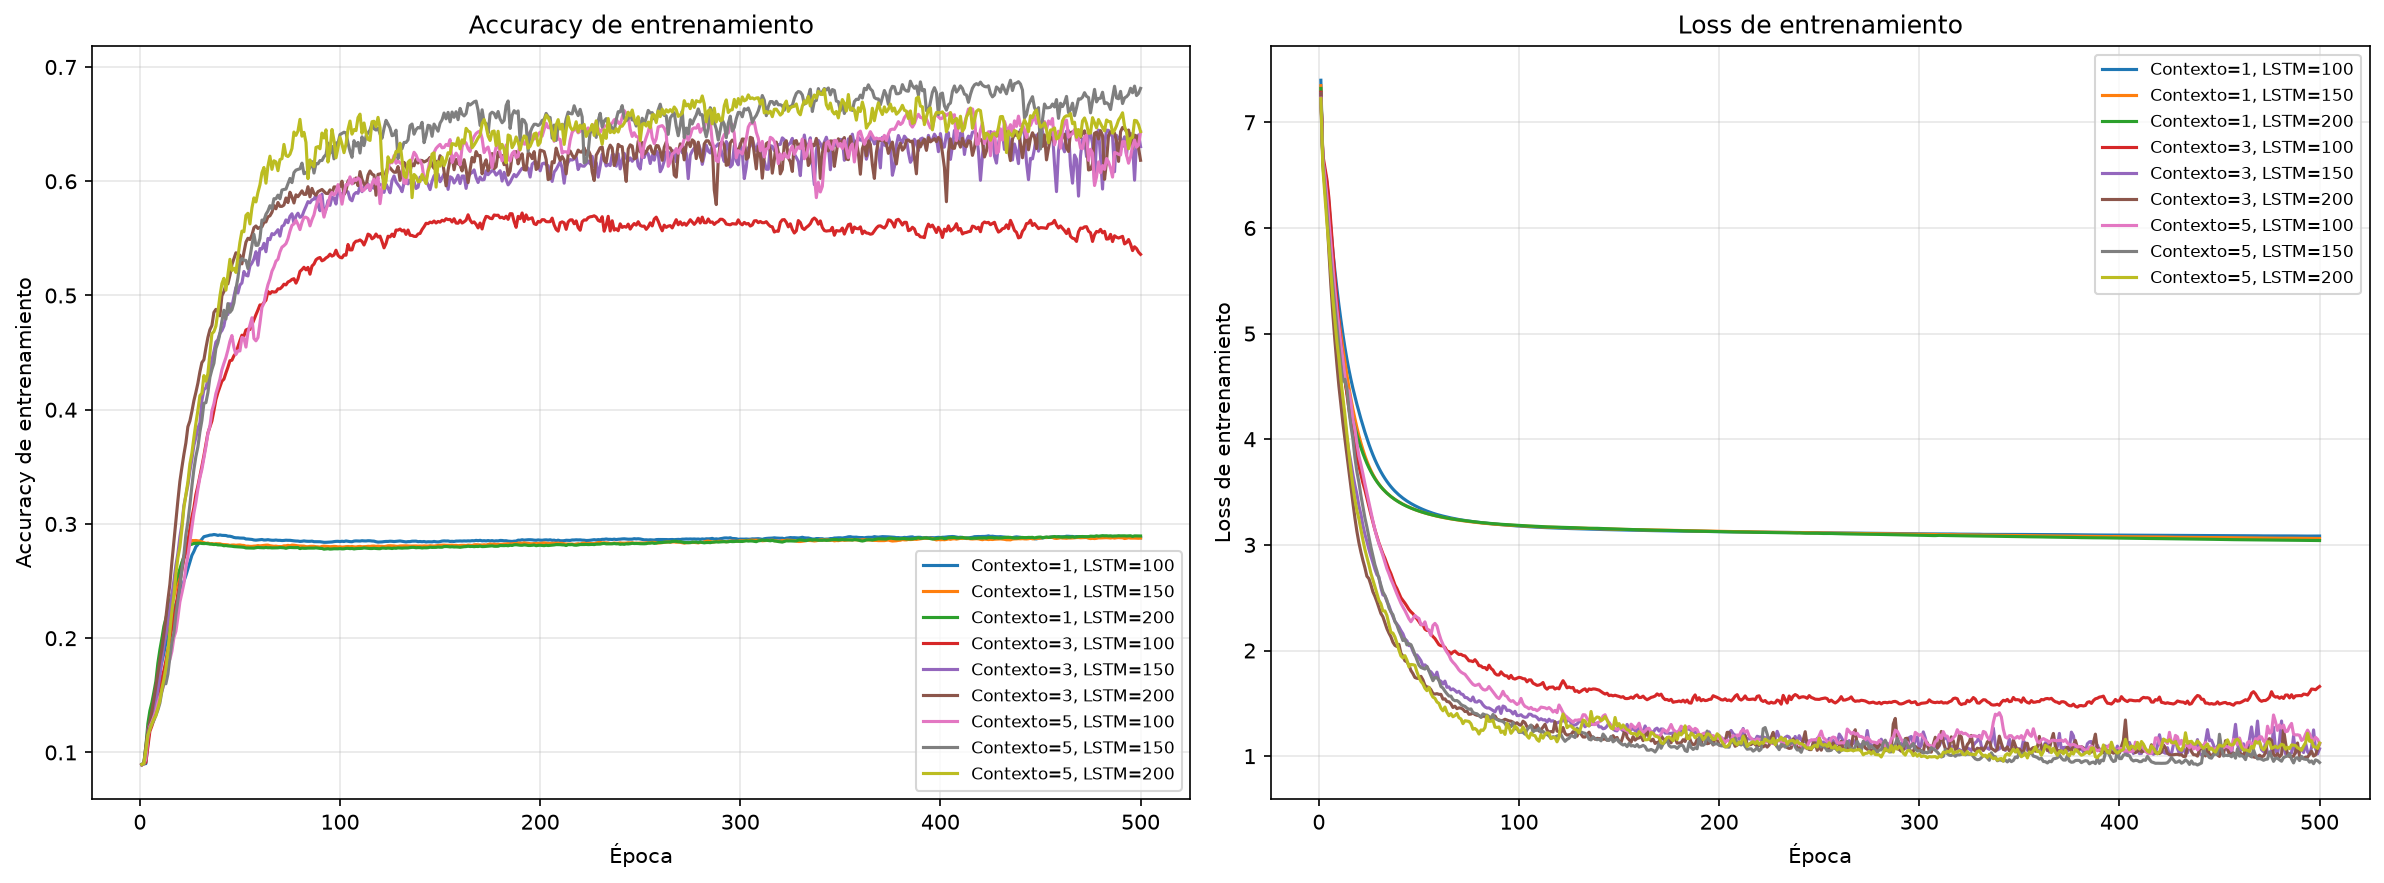 Accuracy de entrenamiento
Accuracy de entrenamiento
0.7
0.6
0.5
0.4
0.3
0.2
0.1
Contexto=1, LSTM=100
Contexto=1, LSTM=150
Contexto=1, LSTM=200
Contexto=3, LSTM=100
Contexto=3, LSTM=150
Contexto=3, LSTM=200
Contexto=5, LSTM=100
Contexto=5, LSTM=150
Contexto=5, LSTM=200
0 100 200 300 400 500
Época
Loss de entrenamiento
Loss de entrenamiento
7
6
5
4
3
2
1
Contexto=1, LSTM=100
Contexto=1, LSTM=150
Contexto=1, LSTM=200
Contexto=3, LSTM=100
Contexto=3, LSTM=150
Contexto=3, LSTM=200
Contexto=5, LSTM=100
Contexto=5, LSTM=150
Contexto=5, LSTM=200
0 100 200 300 400 500
Época